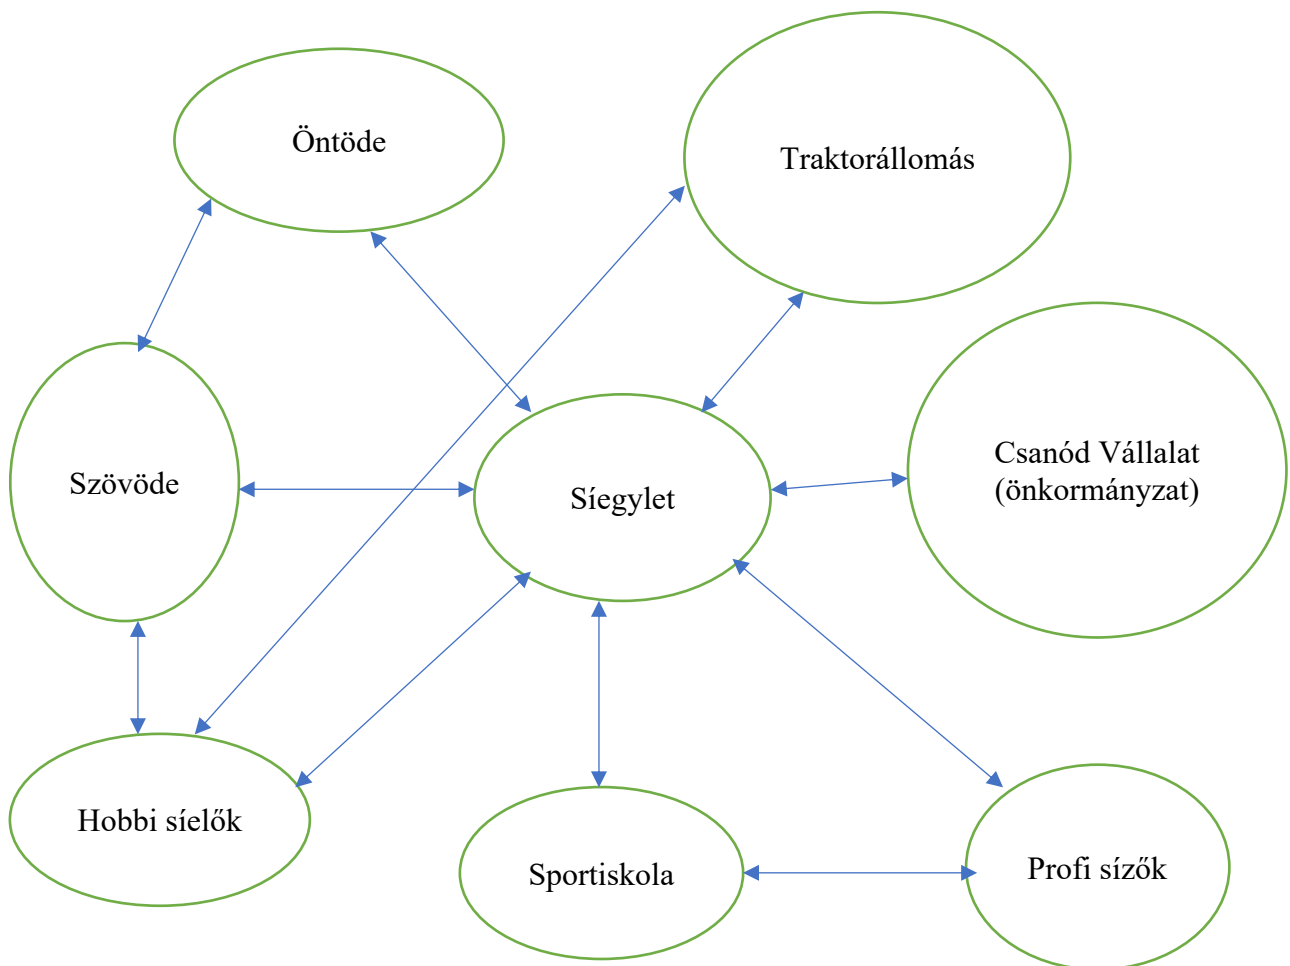 Öntöde
Traktorállomás
Csanód Vállalat
(önkormányzat)
Szövöde
Síegylet
Hobbi síelők
Sportiskola
Profi sízők